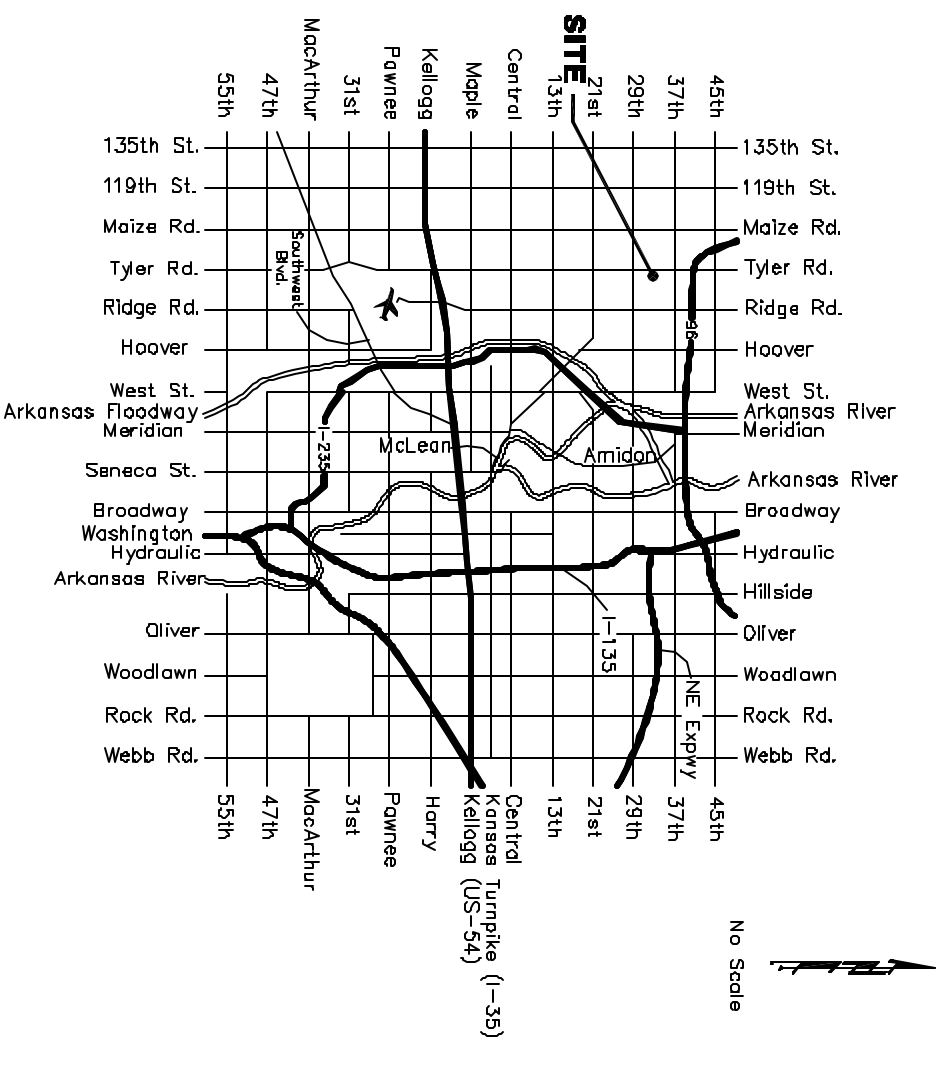 SITE
55th
47th
MacArthur
31st
Pawnee
Kellogg
Maple
Central
13th
21st
29th
37th
45th
135th St.
119th St.
Maize Rd.
Tyler Rd.
Ridge Rd.
Hoover
West St.
Arkansas Floodway
Meridian
Seneca St.
Broadway
Washington
Hydraulic
Arkansas River
Oliver
Woodlawn
Rock Rd.
Webb Rd.
135th St.
119th St.
Maize Rd.
Tyler Rd.
Ridge Rd.
Hoover
West St.
Arkansas River
Meridian
Arkansas River
Broadway
Hydraulic
Hillside
Oliver
Woodlawn
Rock Rd.
Webb Rd.
Southwest
Blvd.
96
I-235
McLean
Amidon
I-135
NE Expwy
55th
47th
MacArthur
31st
Pawnee
Harry
Kellogg (US-54)
Kansas Turnpike (I-35)
Central
13th
21st
29th
37th
45th
No Scale